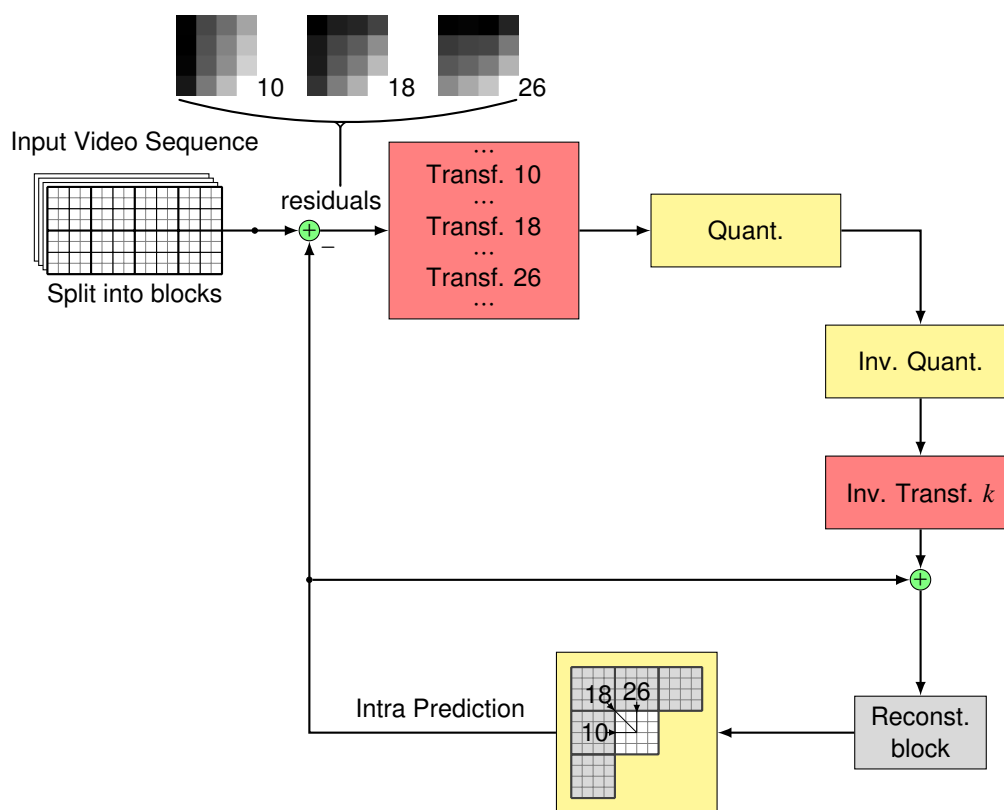 10
18
26
Input Video Sequence
residuals
Split into blocks
+
−
...
Transf. 10
...
Transf. 18
...
Transf. 26
...
Quant.
Inv. Quant.
Inv. Transf. k
+
Intra Prediction
18
26
10
Reconst.
block